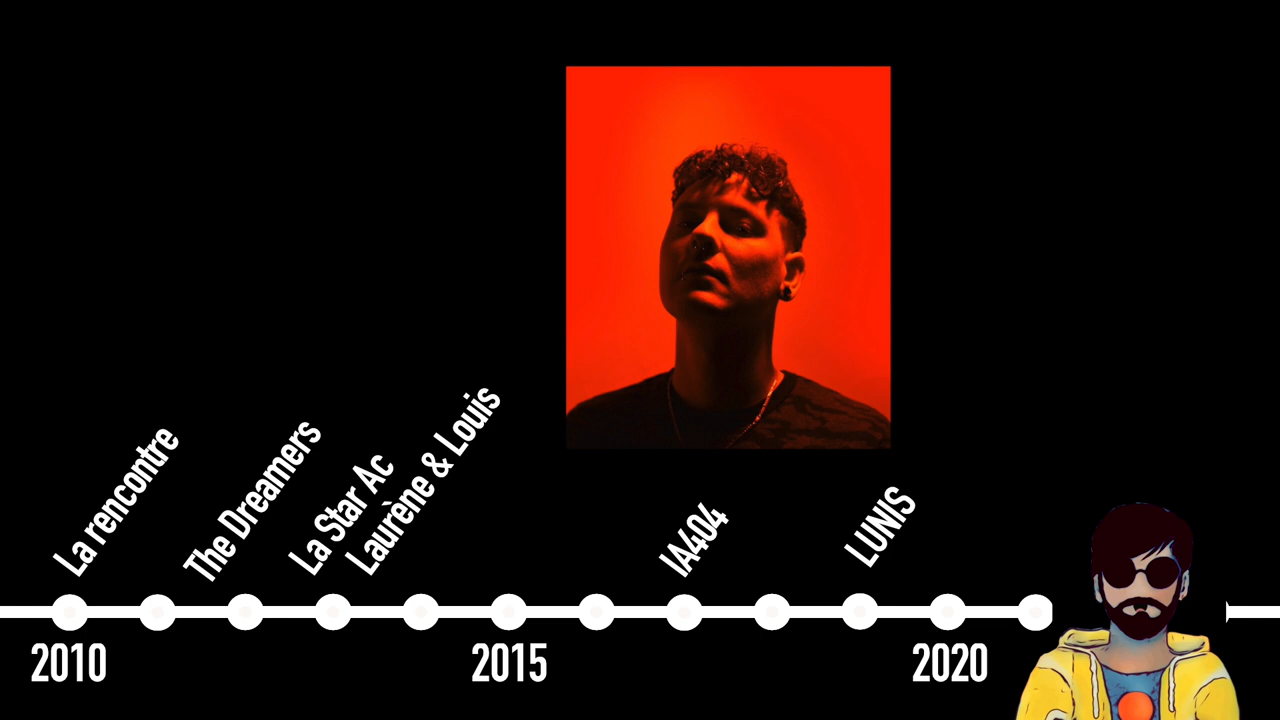 La rencontre
The Dreamers
La Star Ac
Laurène & Louis
IA404
LUNIS
2010
2015
2020